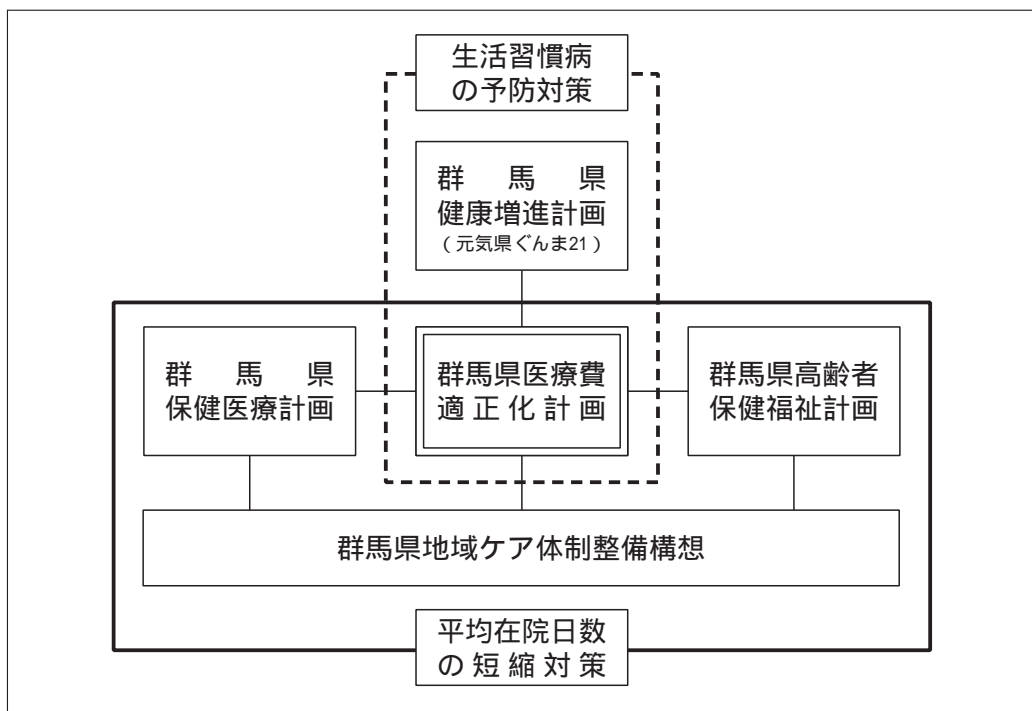 生活習慣病
の予防対策
群馬県
健康増進計画
(元気県ぐんま21)
群馬県
保健医療計画
群馬県医療費
適正化計画
群馬県高齢者
保健福祉計画
群馬県地域ケア体制整備構想
平均在院日数
の短縮対策